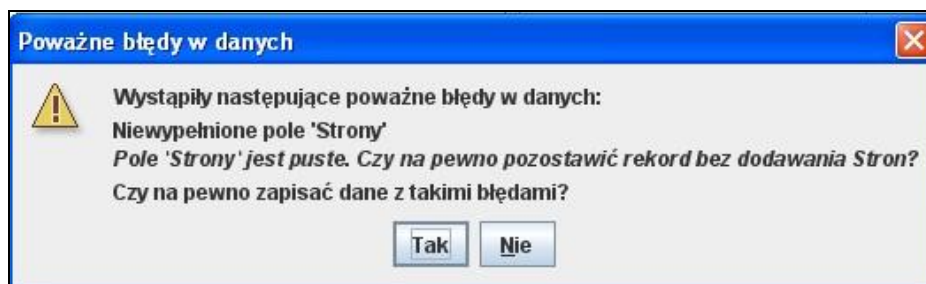 Poważne błędy w danych
Wystąpiły następujące poważne błędy w danych:
Niewypełnione pole 'Strony'
Pole 'Strony' jest puste. Czy na pewno pozostawić rekord bez dodawania Stron?
Czy na pewno zapisać dane z takimi błędami?
Tak
Nie